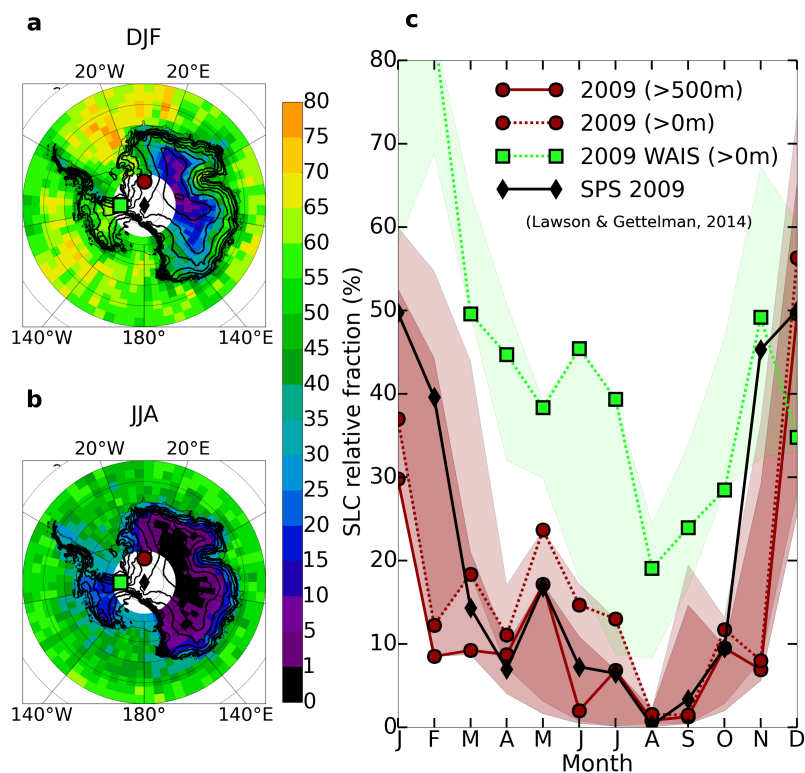 a
DJF
20°W
20°E
140°W
180°
140°E
b
JJA
20°W
20°E
140°W
180°
140°E
80
75
70
65
60
55
50
45
40
35
30
25
20
15
10
5
1
0
c
SLC relative fraction (%)
80
70
60
50
40
30
20
10
0
2009 (>500m)
2009 (>0m)
2009 WAIS (>0m)
SPS 2009
(Lawson & Gettelman, 2014)
J F M A M J J A S O N D
Month